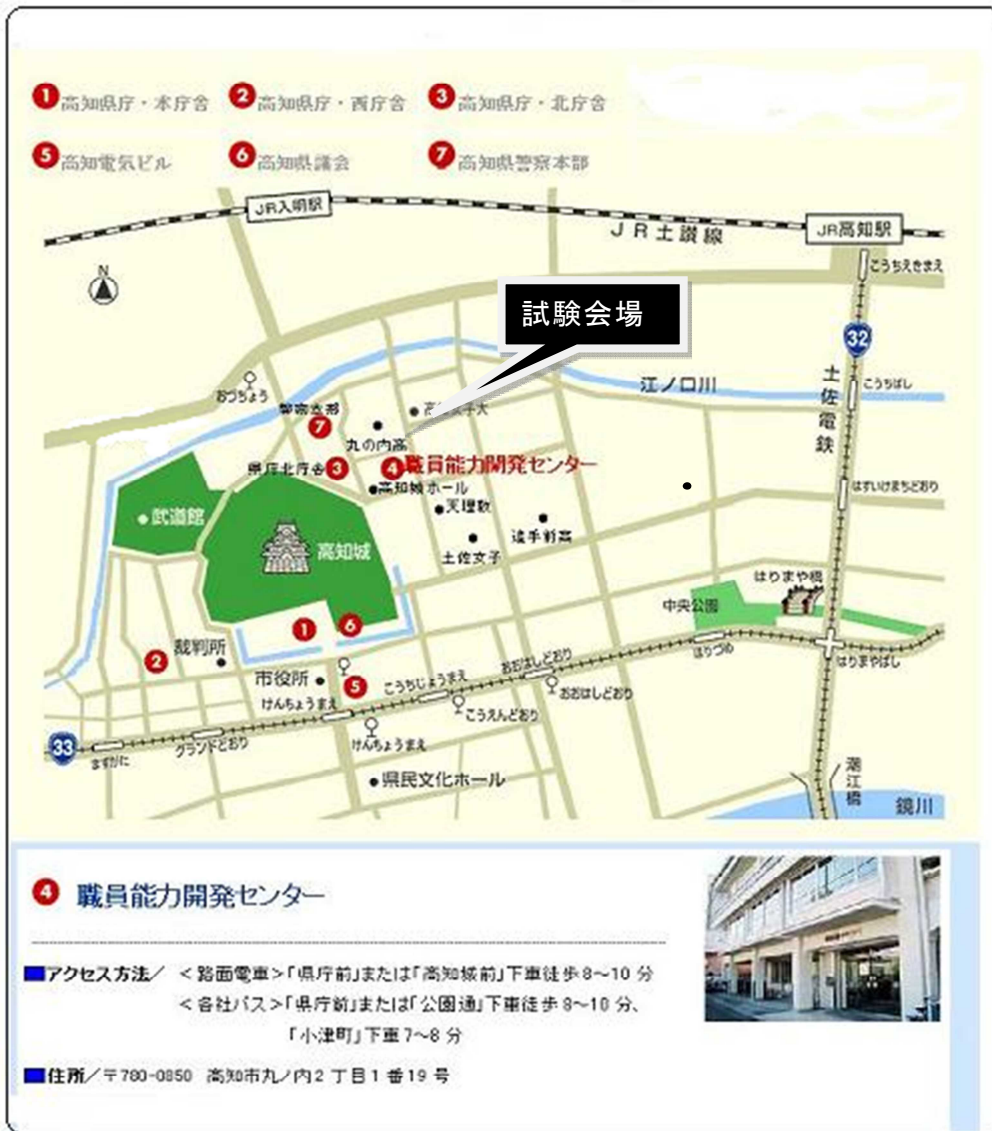 1 高知県庁・本庁舎 2 高知県庁・西庁舎 3 高知県庁・北庁舎
5 高知電気ビル 6 高知県議会 7 高知県警察本部
JR入明駅
JR土讃線
JR高知駅
こうちえきまえ
N
試験会場
32
江ノ口川
土佐電鉄
こうちばし
おづちょう
警察本部
7
丸の内高
県庁北庁舎 3
4 職員能力開発センター
高知城ホール
天理教
はすいけまちどおり
武道館
高知城
土佐女子
追手前高
はりまや橋
中央公園
1
6
2
裁判所
はりまやばし
市役所
5
けんちょうまえ
こうちじょうまえ
おおはしどおり
おおはしどおり
こうえんどおり
けんちょうまえ
33
ますがた
グランドどおり
県民文化ホール
潮江橋
鏡川
4 職員能力開発センター
■アクセス方法／ ＜路面電車＞「県庁前」または「高知城前」下車徒歩8～10分
＜各社バス＞「県庁前」または「公園通」下車徒歩8～10分、
「小津町」下車7～8分
■住所／〒780-0850 高知市丸ノ内2丁目1番19号